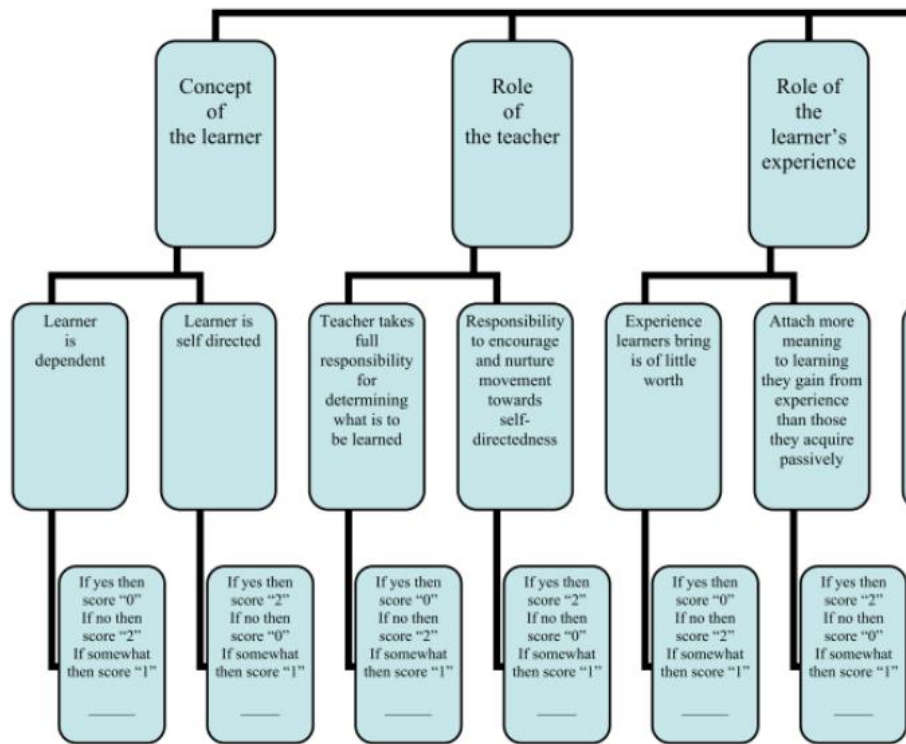 Concept
of
the learner
Role
of
the teacher
Role of
the
learner’s
experience
Learner
is
dependent
Learner is
self directed
Teacher takes
full
responsibility
for
determining
what is to
be learned
Responsibility
to encourage
and nurture
movement
towards
self-
directedness
Experience
learners bring
is of little
worth
Attach more
meaning
to learning
they gain from
experience
than those
they acquire
passively
If yes then
score “0”
If no then
score “2”
If somewhat
then score “1”
If yes then
score “2”
If no then
score “0”
If somewhat
then score “1”
If yes then
score “0”
If no then
score “2”
If somewhat
then score “1”
If yes then
score “2”
If no then
score “0”
If somewhat
then score “1”
If yes then
score “0”
If no then
score “2”
If somewhat
then score “1”
If yes then
score “2”
If no then
score “0”
If somewhat
then score “1”